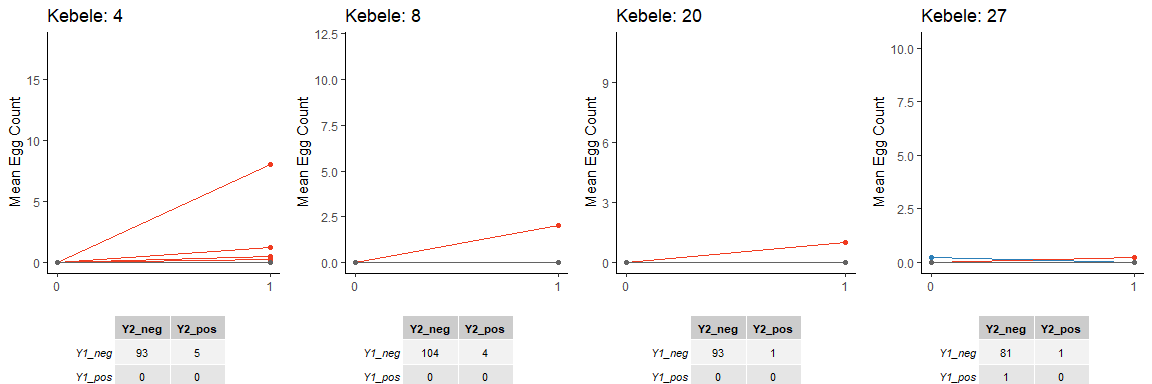 Kebele: 4
Mean Egg Count
15
10
5
0
0 1
Y2_neg Y2_pos
Y1_neg 93 5
Y1_pos 0 0
Kebele: 8
Mean Egg Count
12.5
10.0
7.5
5.0
2.5
0.0
0 1
Y2_neg Y2_pos
Y1_neg 104 4
Y1_pos 0 0
Kebele: 20
Mean Egg Count
9
6
3
0
0 1
Y2_neg Y2_pos
Y1_neg 93 1
Y1_pos 0 0
Kebele: 27
Mean Egg Count
10.0
7.5
5.0
2.5
0.0
0 1
Y2_neg Y2_pos
Y1_neg 81 1
Y1_pos 1 0